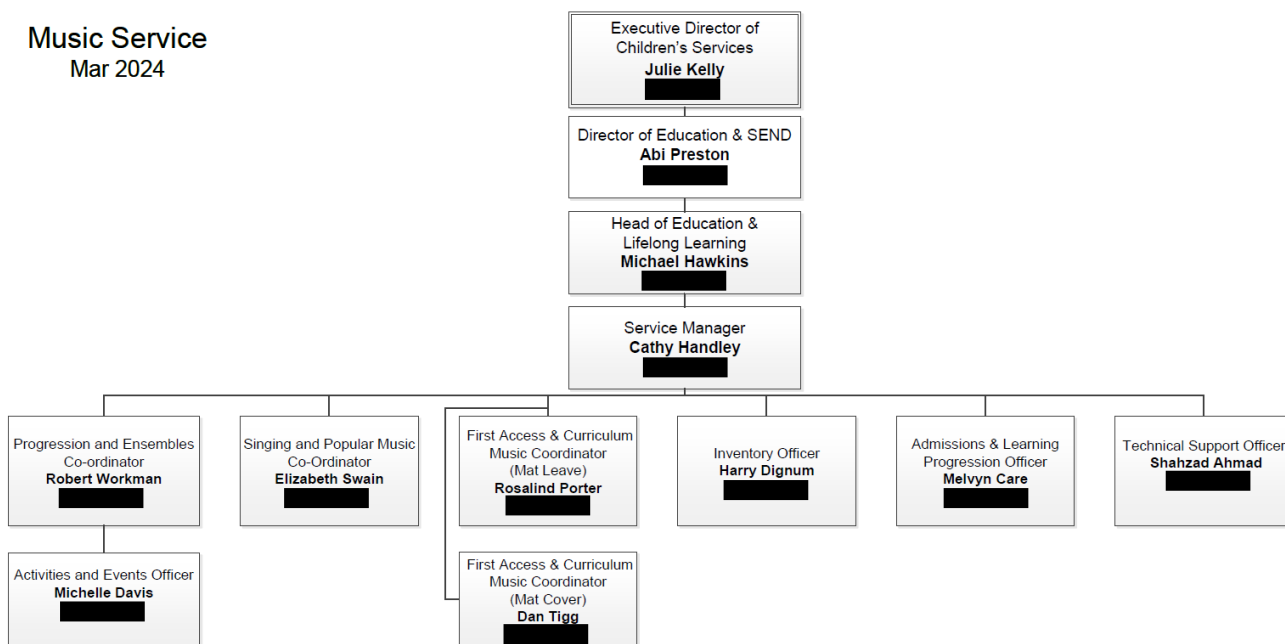 Music Service
Mar 2024
Executive Director of
Children's Services
Julie Kelly
Director of Education & SEND
Abi Preston
Head of Education &
Lifelong Learning
Michael Hawkins
Service Manager
Cathy Handley
Progression and Ensembles
Co-ordinator
Robert Workman
Singing and Popular Music
Co-Ordinator
Elizabeth Swain
First Access & Curriculum
Music Coordinator
(Mat Leave)
Rosalind Porter
Inventory Officer
Harry Dignum
Admissions & Learning
Progression Officer
Melvyn Care
Technical Support Officer
Shahzad Ahmad
Activities and Events Officer
Michelle Davis
First Access & Curriculum
Music Coordinator
(Mat Cover)
Dan Tigg